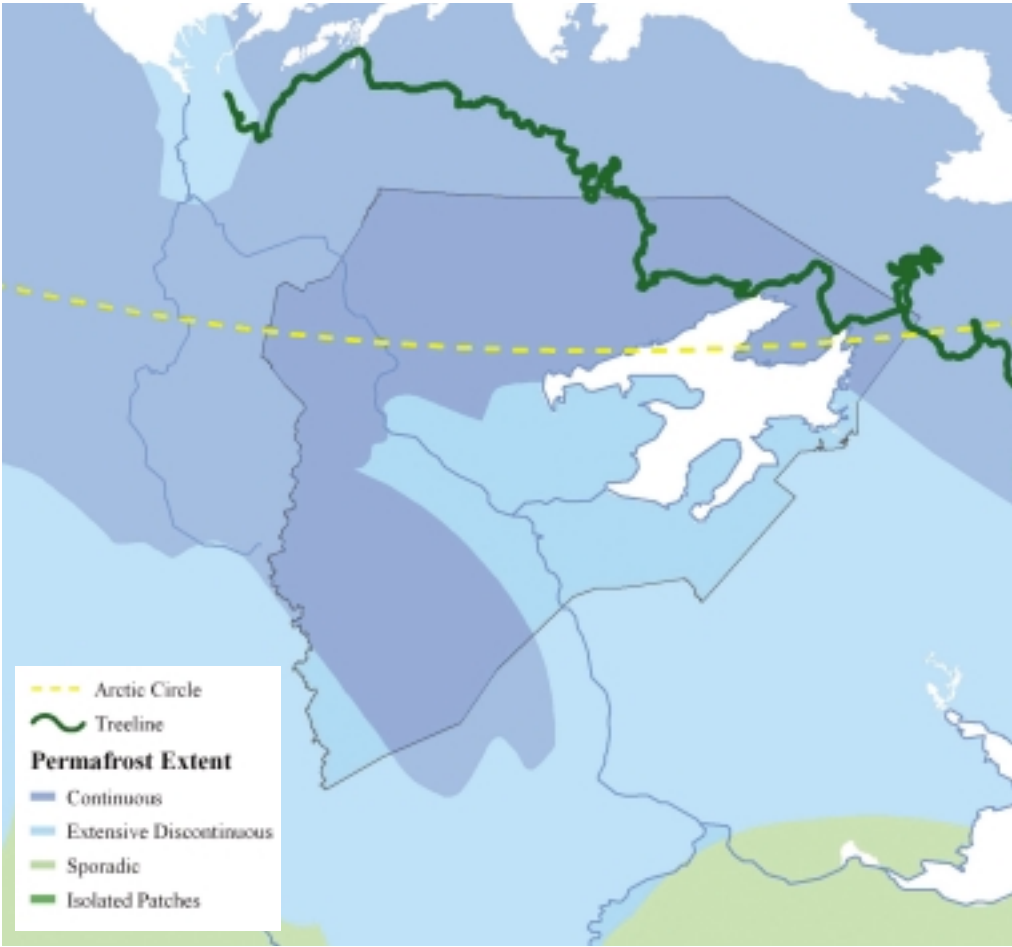 Arctic Circle
Treeline
Permafrost Extent
Continuous
Extensive Discontinuous
Sporadic
Isolated Patches